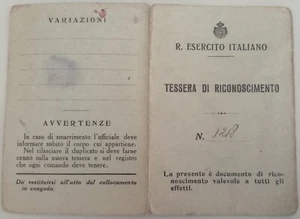 VARIAZIONI
AVVERTENZE
In caso di smarrimento l'ufficiale deve
informare subito il corpo cui appartiene.
Nel rilasciare il duplicato si deve farne
cenno sulla nuova tessera e nel registro
che ogni comando deve tenere.
Da restituirsi all'atto del collocamento
in congedo.
R. ESERCITO ITALIANO
TESSERA DI RICONOSCIMENTO
N. 1218
La presente è documento di rico-
noscimento valevole a tutti gli
effetti.